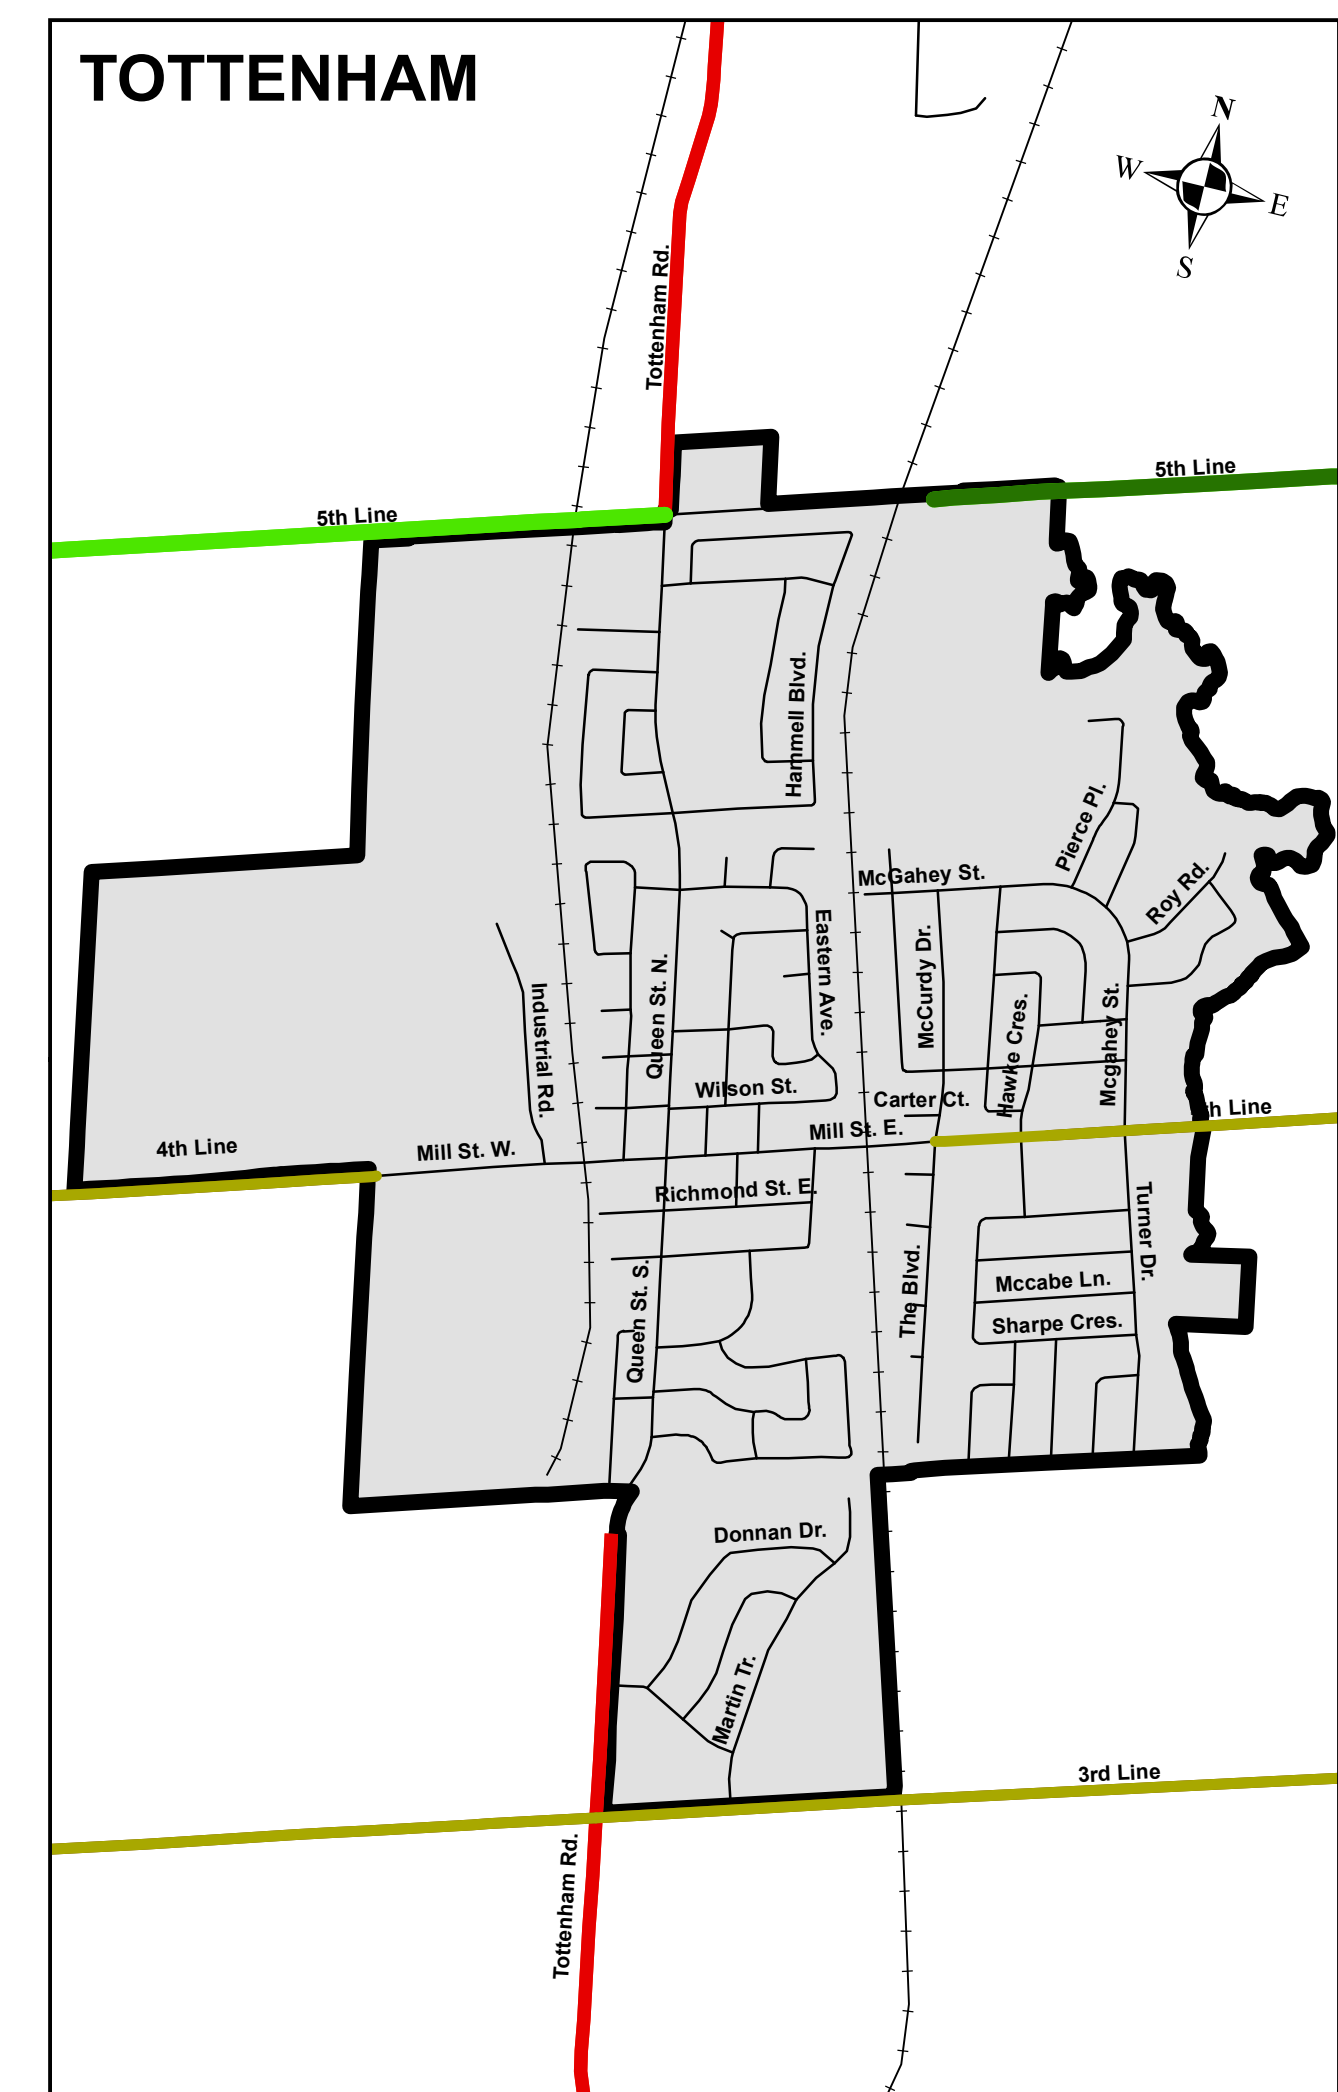 TOTTENHAM
N
W
E
S
Tottenham Rd.
5th Line
5th Line
Hammell Blvd.
Pierce Pl.
McGahey St.
Roy Rd.
Eastern Ave.
McCurdy Dr.
Queen St. N.
Industrial Rd.
Hawke Cres.
Mcgahey St.
Wilson St.
Carter Ct.
h Line
4th Line
Mill St. W.
Mill St. E.
Richmond St. E.
Turner Dr.
The Blvd.
Queen St. S.
Mccabe Ln.
Sharpe Cres.
Donnan Dr.
Martin Tr.
3rd Line
Tottenham Rd.